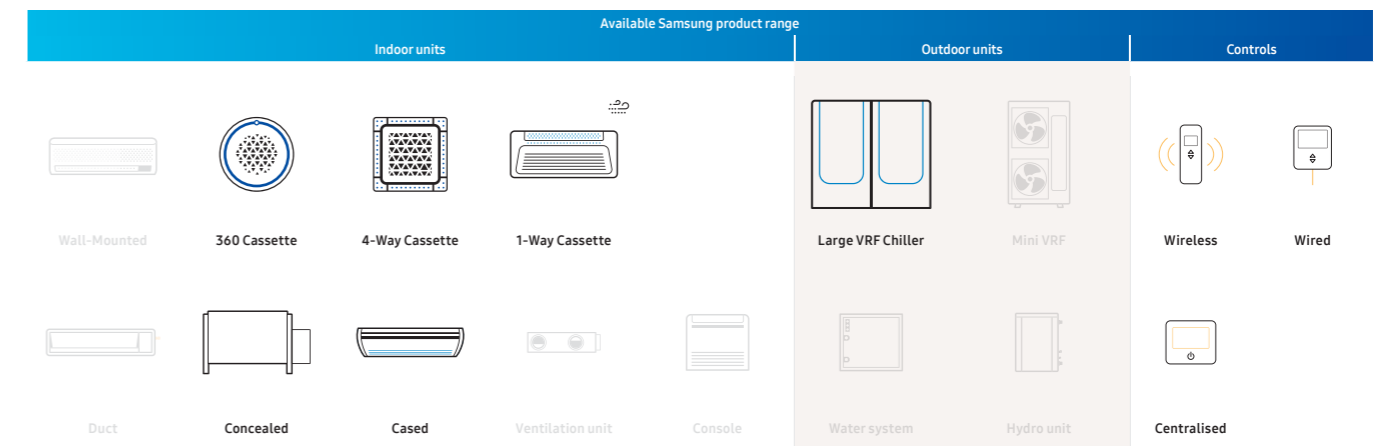 Available Samsung product range
Indoor units Outdoor units Controls
Wall-Mounted 360 Cassette 4-Way Cassette 1-Way Cassette Large VRF Chiller Mini VRF Wireless Wired
Duct Concealed Cased Ventilation unit Console Water system Hydro unit Centralised